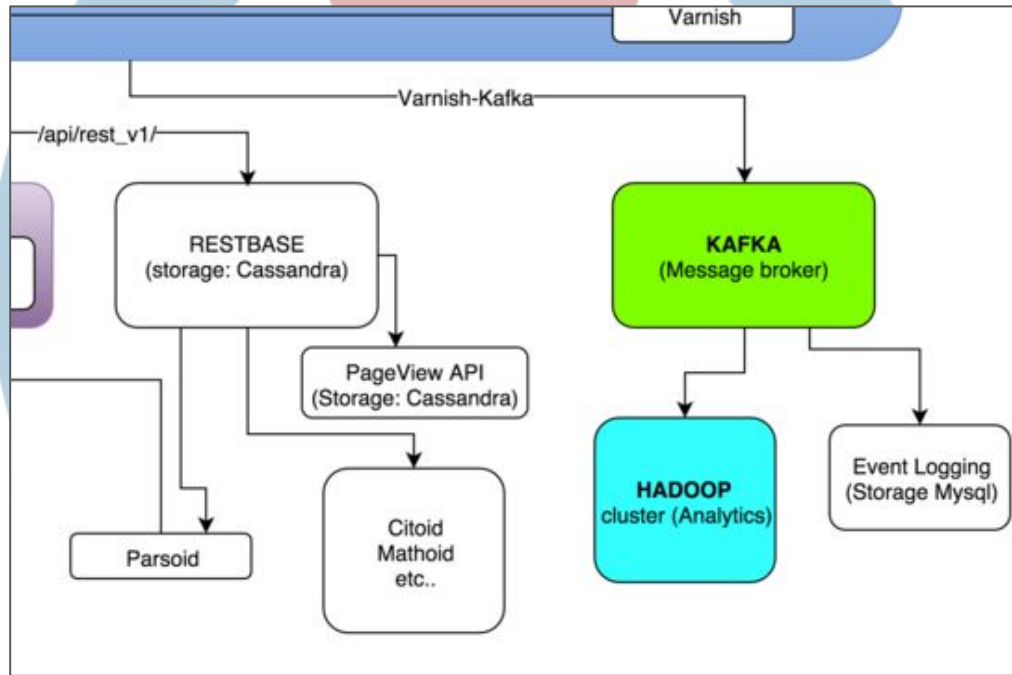 Varnish
Varnish-Kafka
/api/rest_v1/
RESTBASE
(storage: Cassandra)
KAFKA
(Message broker)
PageView API
(Storage: Cassandra)
HADOOP
cluster (Analytics)
Event Logging
(Storage Mysql)
Citoid
Mathoid
etc..
Parsoid